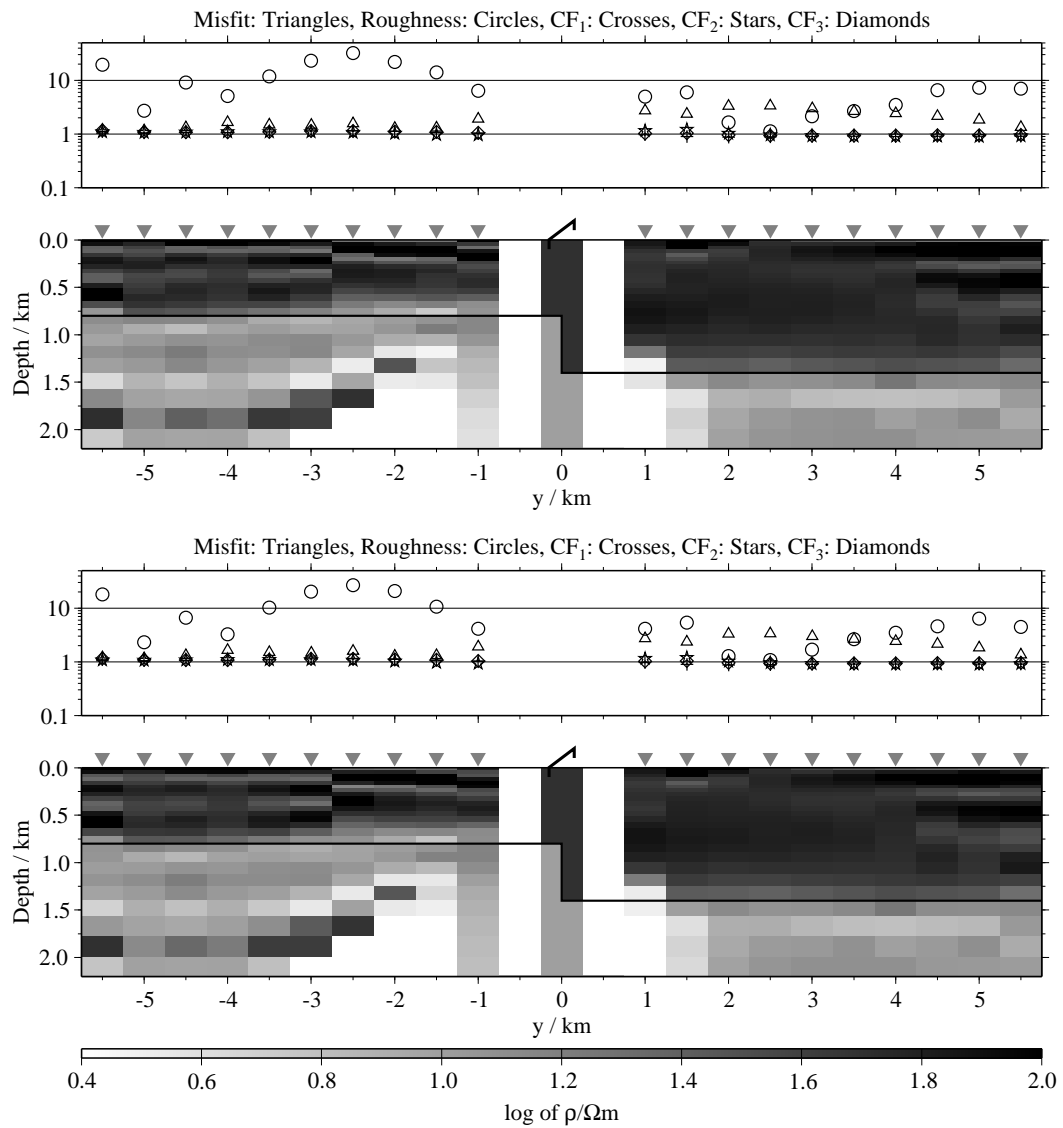 Misfit: Triangles, Roughness: Circles, CF₁: Crosses, CF₂: Stars, CF₃: Diamonds
10
1
0.1
0.0
0.5
1.0
1.5
2.0
Depth / km
-5 -4 -3 -2 -1 0 1 2 3 4 5
y / km
Misfit: Triangles, Roughness: Circles, CF₁: Crosses, CF₂: Stars, CF₃: Diamonds
10
1
0.1
0.0
0.5
1.0
1.5
2.0
Depth / km
-5 -4 -3 -2 -1 0 1 2 3 4 5
y / km
0.4 0.6 0.8 1.0 1.2 1.4 1.6 1.8 2.0
log of ρ/Ωm